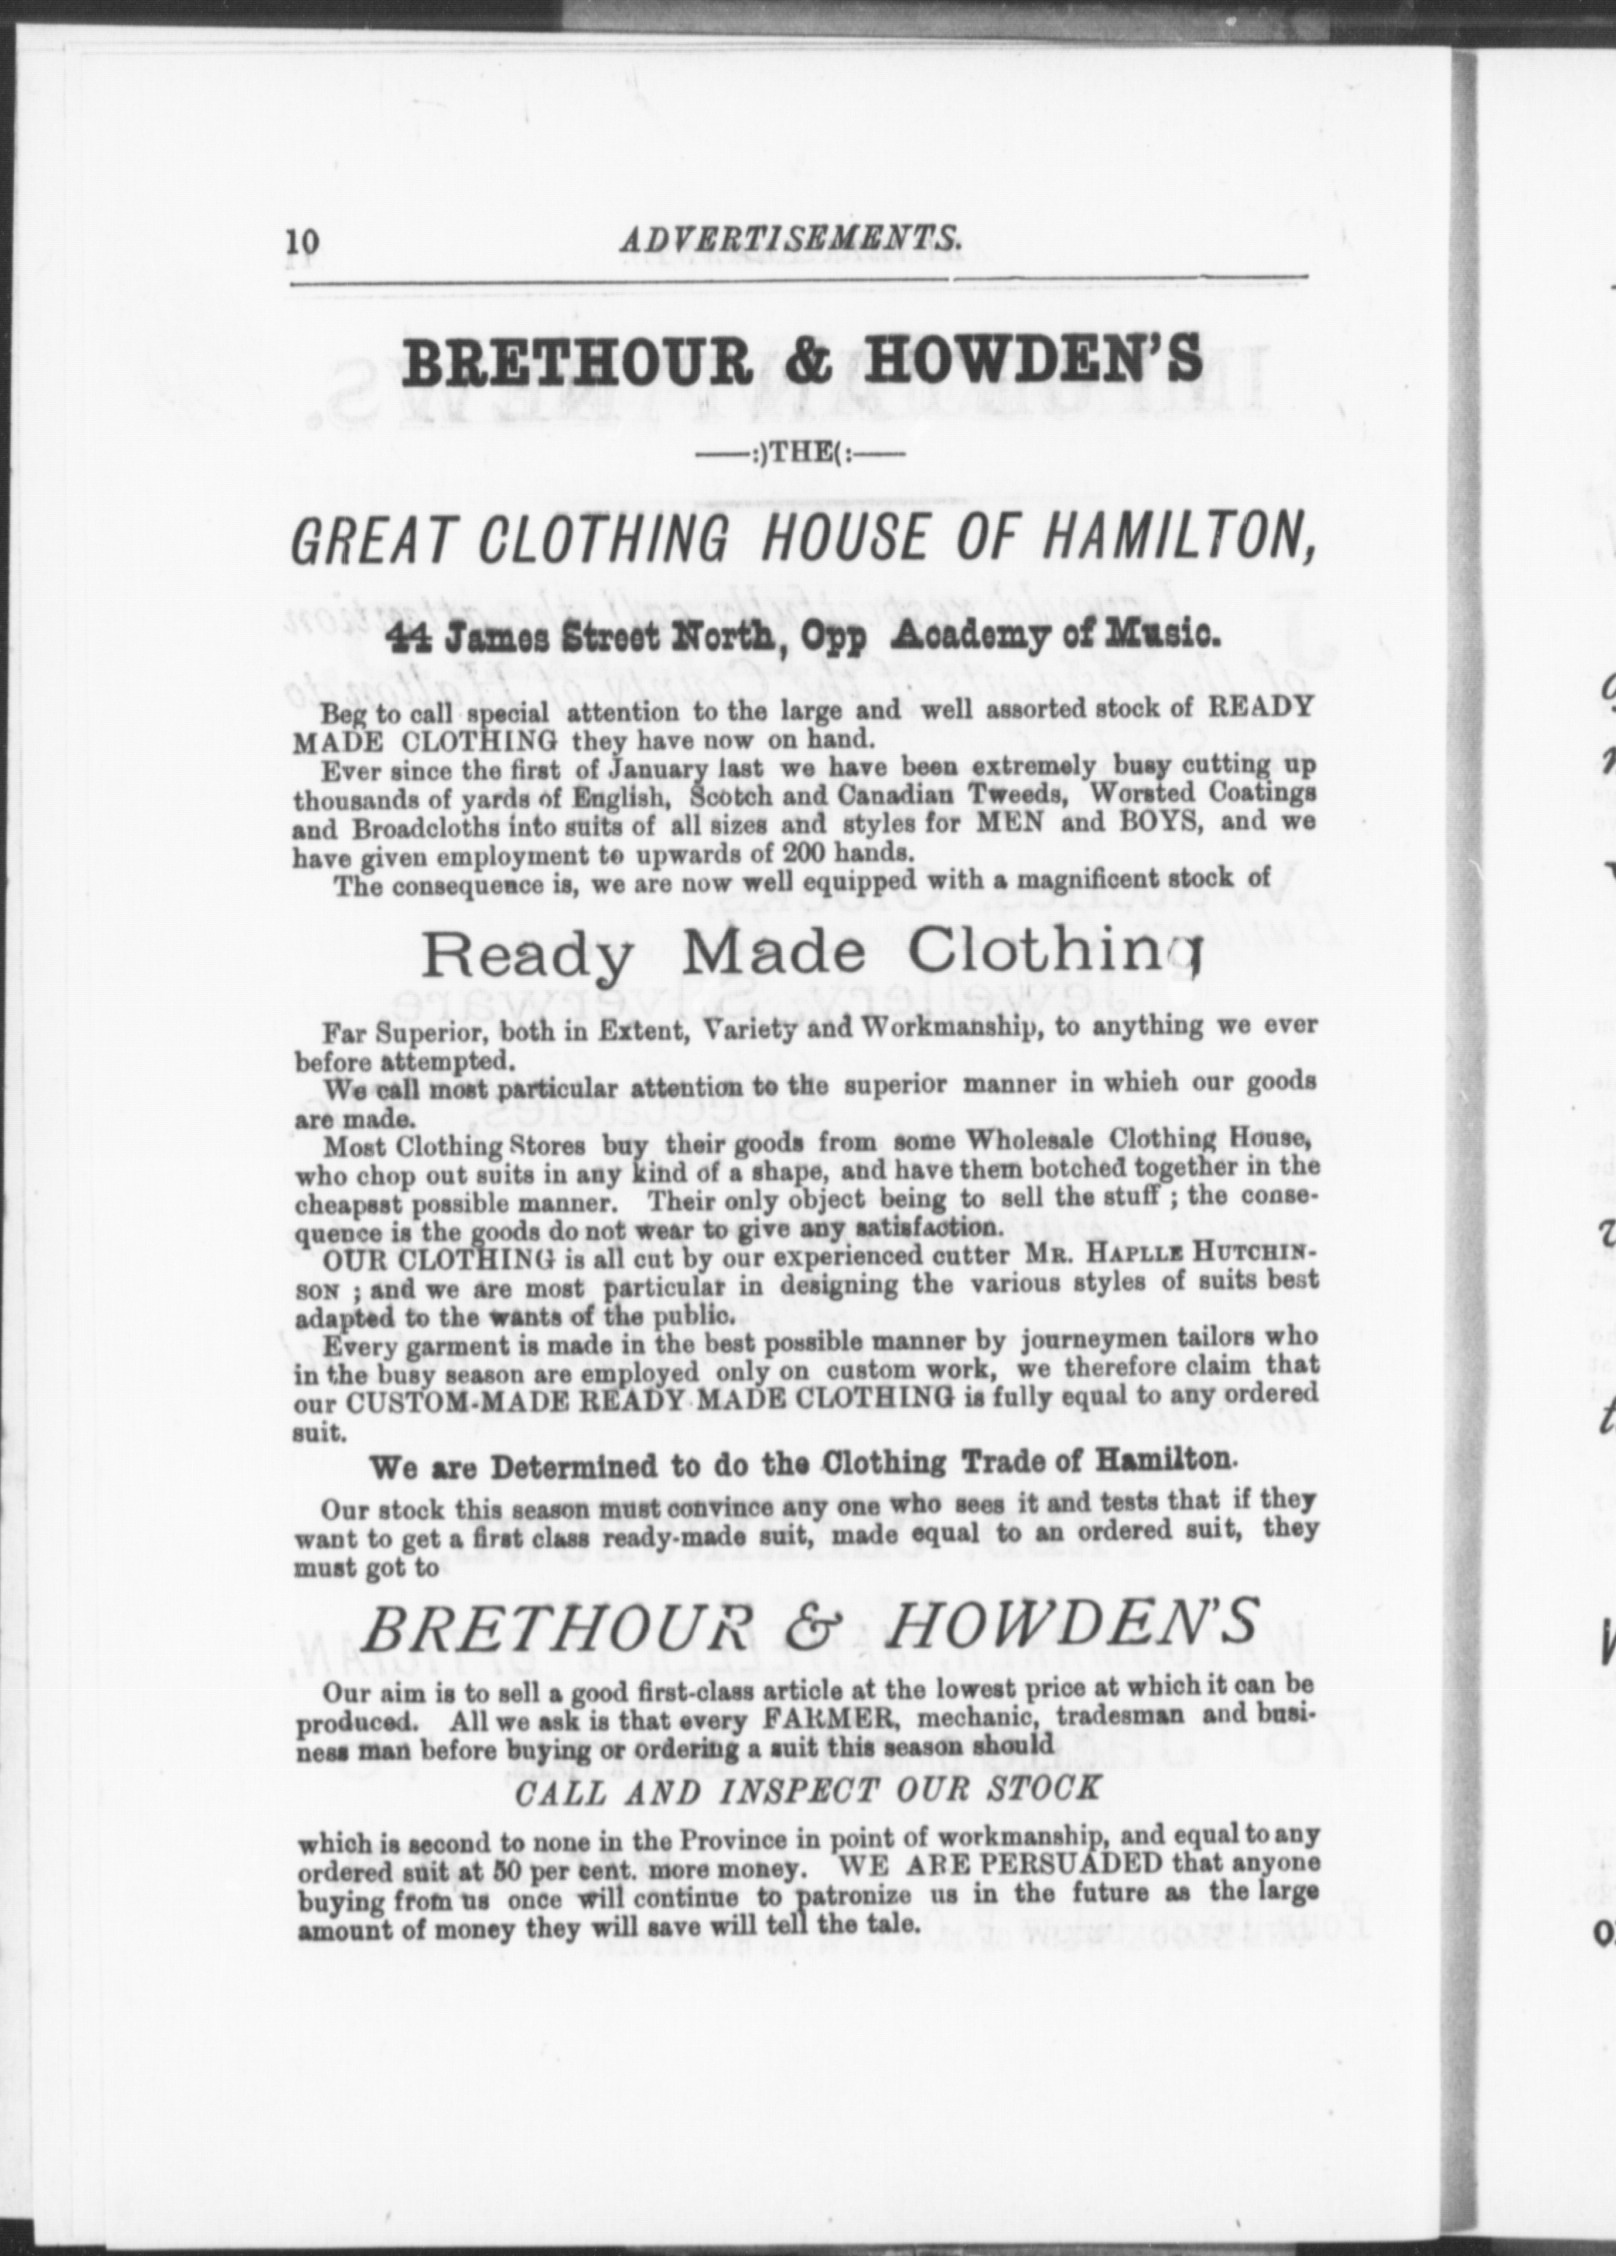 10 ADVERTISEMENTS.
BRETHOUR & HOWDEN'S
——:)THE(:——
GREAT CLOTHING HOUSE OF HAMILTON,
44 James Street North, Opp Academy of Music.
Beg to call special attention to the large and well assorted stock of READY
MADE CLOTHING they have now on hand.
Ever since the first of January last we have been extremely busy cutting up
thousands of yards of English, Scotch and Canadian Tweeds, Worsted Coatings
and Broadcloths into suits of all sizes and styles for MEN and BOYS, and we
have given employment to upwards of 200 hands.
The consequence is, we are now well equipped with a magnificent stock of
Ready Made Clothing
Far Superior, both in Extent, Variety and Workmanship, to anything we ever
before attempted.
We call most particular attention to the superior manner in whieh our goods
are made.
Most Clothing Stores buy their goods from some Wholesale Clothing House,
who chop out suits in any kind of a shape, and have them botched together in the
cheapsst possible manner. Their only object being to sell the stuff ; the conse-
quence is the goods do not wear to give any satisfaction.
OUR CLOTHING is all cut by our experienced cutter MR. HAPLLE HUTCHIN-
SON ; and we are most particular in designing the various styles of suits best
adapted to the wants of the public.
Every garment is made in the best possible manner by journeymen tailors who
in the busy season are employed only on custom work, we therefore claim that
our CUSTOM-MADE READY MADE CLOTHING is fully equal to any ordered
suit.
We are Determined to do the Clothing Trade of Hamilton.
Our stock this season must convince any one who sees it and tests that if they
want to get a first class ready-made suit, made equal to an ordered suit, they
must got to
BRETHOUR & HOWDEN'S
Our aim is to sell a good first-class article at the lowest price at which it can be
produced. All we ask is that every FARMER, mechanic, tradesman and busi-
ness man before buying or ordering a suit this season should
CALL AND INSPECT OUR STOCK
which is second to none in the Province in point of workmanship, and equal to any
ordered suit at 50 per cent. more money. WE ARE PERSUADED that anyone
buying from us once will continue to patronize us in the future as the large
amount of money they will save will tell the tale.